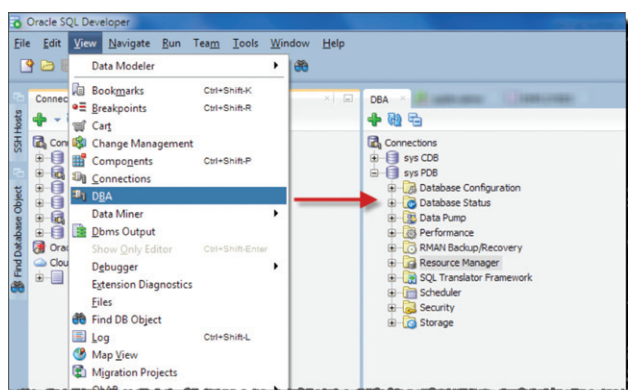 Oracle SQL Developer
File Edit View Navigate Run Team Tools Window Help
Data Modeler
Bookmarks Ctrl+Shift-K
Breakpoints Ctrl+Shift-R
Cart
Change Management
Components Ctrl+Shift-P
Connections
DBA
Data Miner
Dbms Output
Show Only Editor Ctrl+Shift-Enter
Debugger
Extension Diagnostics
Files
Find DB Object
Log Ctrl+Shift-L
Map View
Migration Projects
SSH Hosts
Find Database Object
Connec
Con
Orac
Clou
DBA
Connections
sys CDB
sys PDB
Database Configuration
Database Status
Data Pump
Performance
RMAN Backup/Recovery
Resource Manager
SQL Translator Framework
Scheduler
Security
Storage